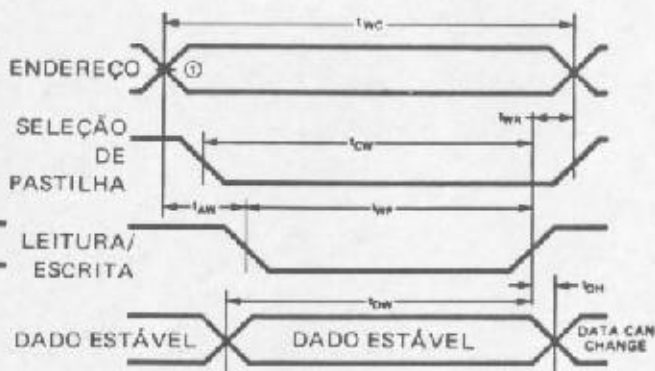 tWC
ENDEREÇO ①
tWR
SELEÇÃO
DE
PASTILHA
tCW
tAW
tWP
LEITURA/
ESCRITA
tDW
tDH
DADO ESTÁVEL DADO ESTÁVEL DATA CAN
CHANGE